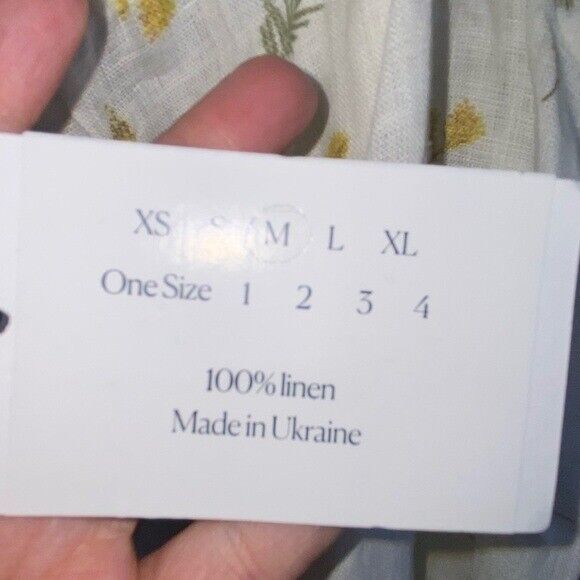 XS S M L XL
One Size 1 2 3 4
100% linen
Made in Ukraine